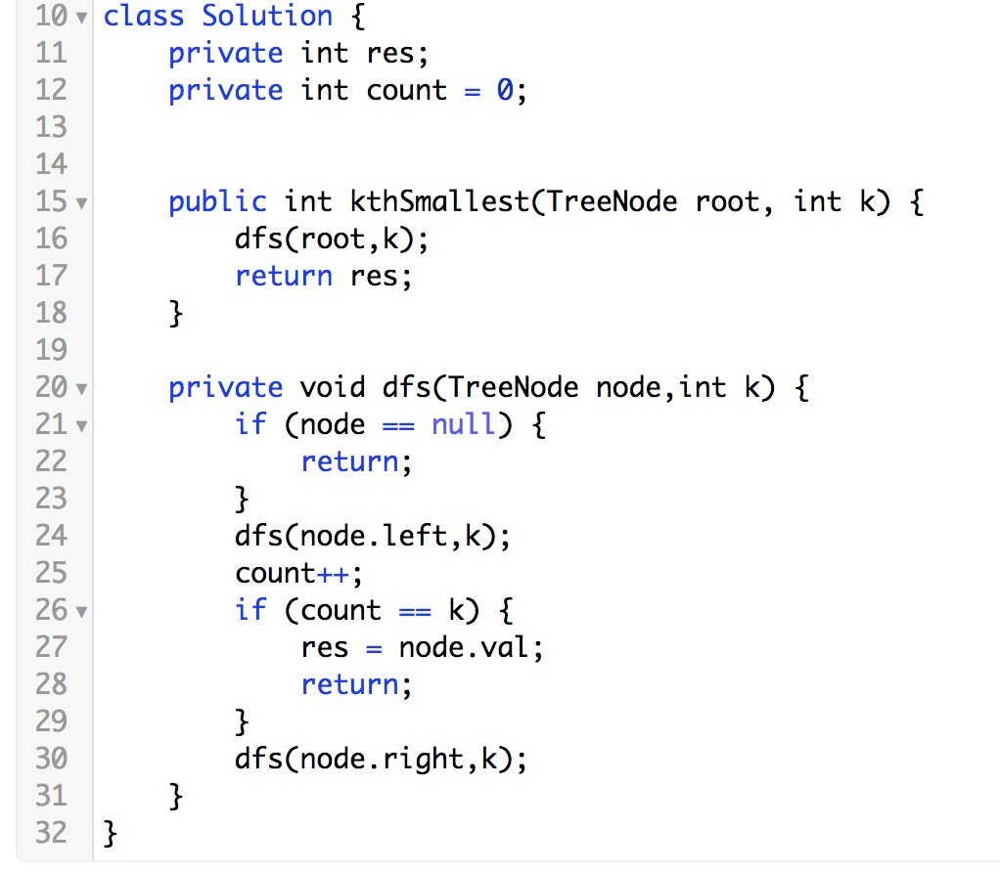 10 class Solution {
11     private int res;
12     private int count = 0;
13
14
15     public int kthSmallest(TreeNode root, int k) {
16         dfs(root,k);
17         return res;
18     }
19
20     private void dfs(TreeNode node,int k) {
21         if (node == null) {
22             return;
23         }
24         dfs(node.left,k);
25         count++;
26         if (count == k) {
27             res = node.val;
28             return;
29         }
30         dfs(node.right,k);
31     }
32 }